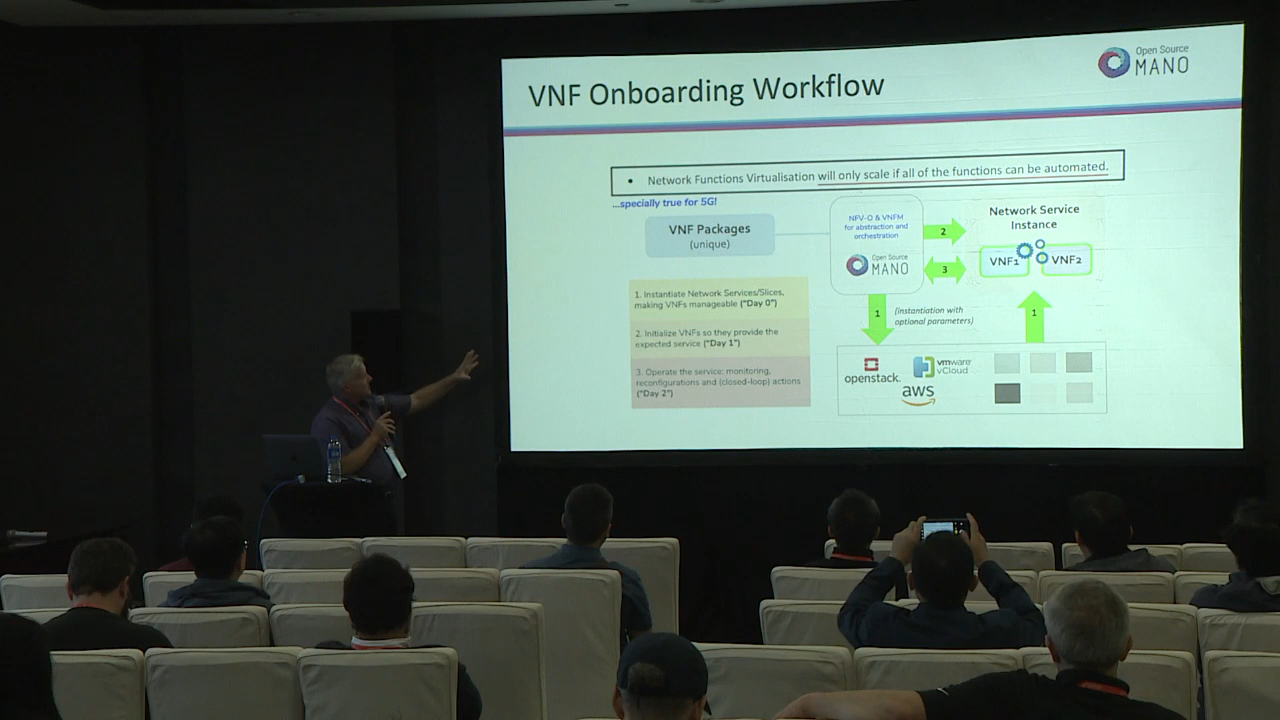 VNF Onboarding Workflow
Open Source
MANO
• Network Functions Virtualisation will only scale if all of the functions can be automated.
...specially true for 5G!
VNF Packages
(unique)
NFV-O & VNFM
for abstraction and
orchestration
Open Source
MANO
2
3
Network Service
Instance
VNF1
VNF2
1. Instantiate Network Services/Slices,
making VNFs manageable ("Day 0")
2. Initialize VNFs so they provide the
expected service ("Day 1")
3. Operate the service: monitoring,
reconfigurations and (closed-loop) actions
("Day 2")
1
(instantiation with
optional parameters)
1
openstack.
vmware
vCloud
aws